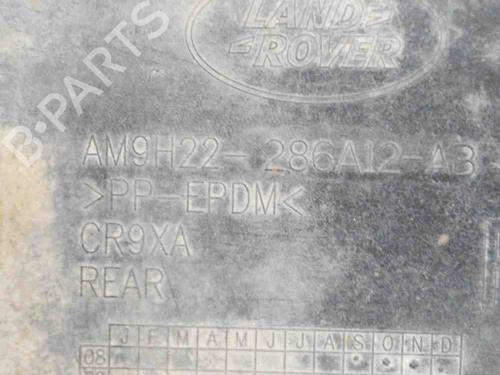 LAND
ROVER
B-PARTS
AM9H22-286A12-AB
>PP-EPDM<
CR9XA
REAR
J F M A M J J A S O N D
08